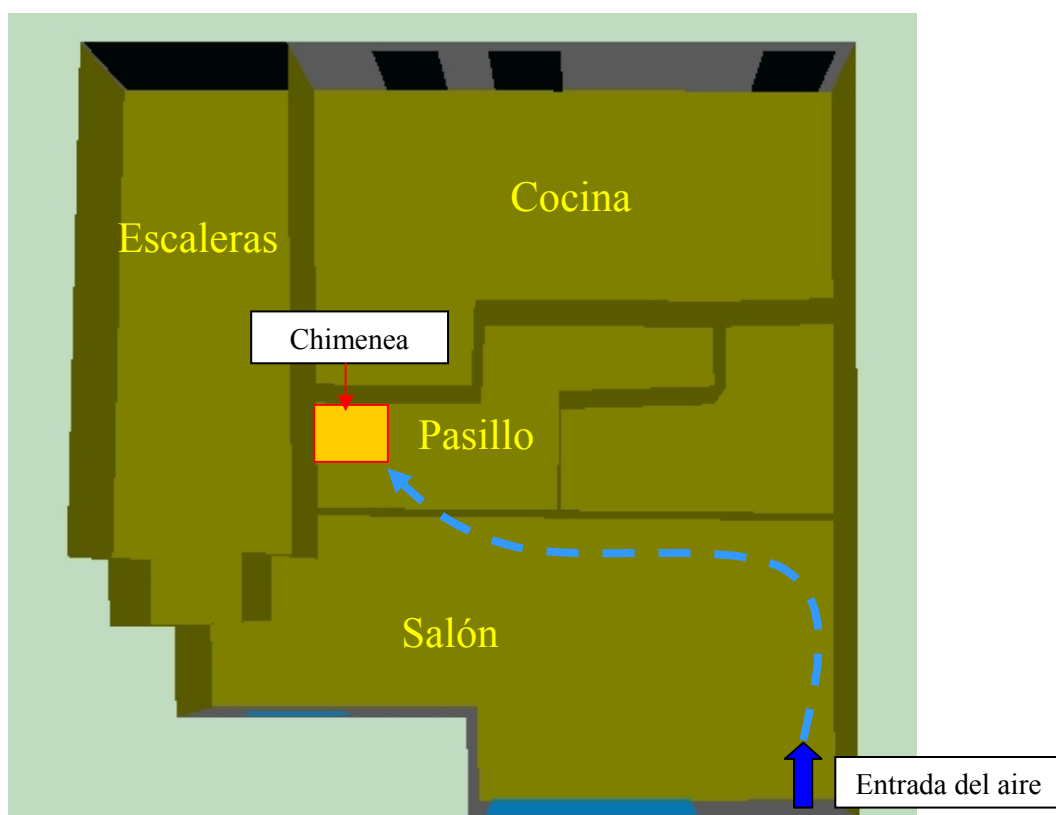 Cocina
Escaleras
Chimenea
Pasillo
Salón
Entrada del aire